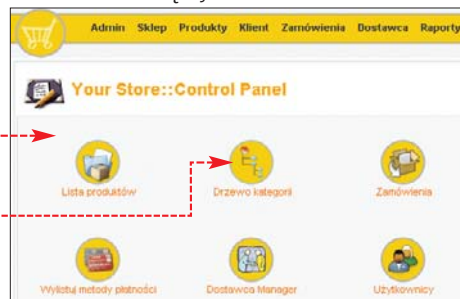 Admin Sklep Produkty Klient Zamówienia Dostawca Raporty
Your Store::Control Panel
Lista produktów Drzewo kategorii Zamówienia
Wylistuj metody płatności Dostawca Manager Użytkownicy